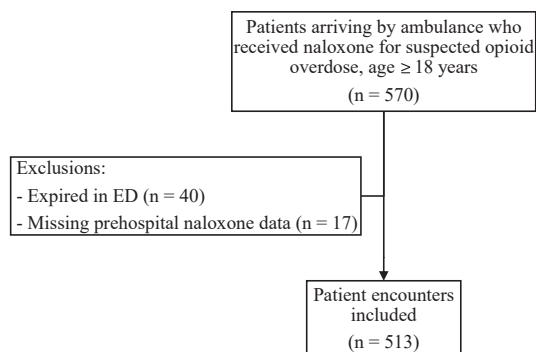 Patients arriving by ambulance who
received naloxone for suspected opioid
overdose, age ≥ 18 years
(n = 570)
Exclusions:
- Expired in ED (n = 40)
- Missing prehospital naloxone data (n = 17)
Patient encounters
included
(n = 513)